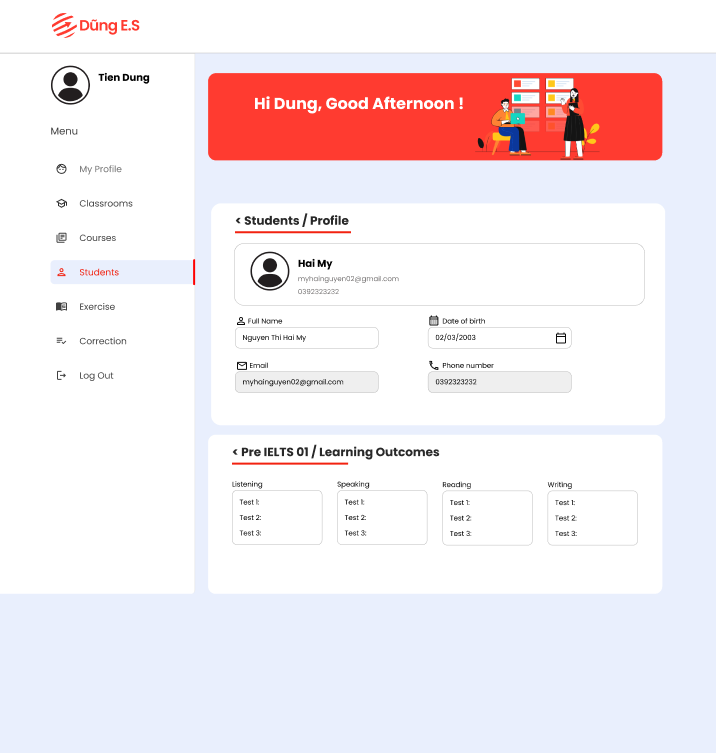 Dũng E.S
Tien Dung
Menu
My Profile
Classrooms
Courses
Students
Exercise
Correction
Log Out
Hi Dung, Good Afternoon !
< Students / Profile
Hai My
myhainguyen02@gmail.com
0392323232
Full Name
Nguyen Thi Hai My
Date of birth
02/03/2003
Email
myhainguyen02@gmail.com
Phone number
0392323232
< Pre IELTS 01 / Learning Outcomes
Listening
Test 1:
Test 2:
Test 3:
Speaking
Test 1:
Test 2:
Test 3:
Reading
Test 1:
Test 2:
Test 3:
Writing
Test 1:
Test 2:
Test 3: